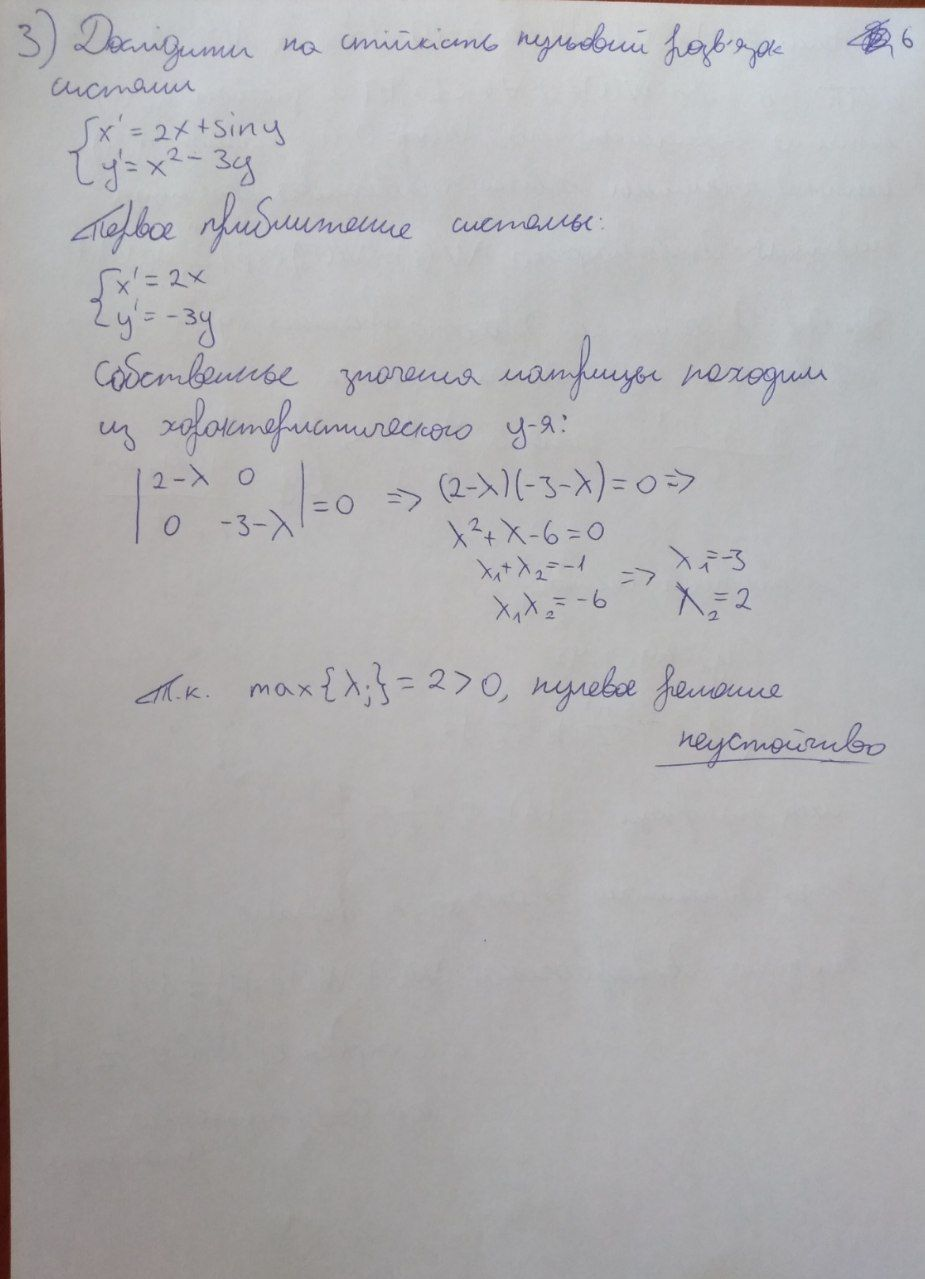 3) Дослідити на стійкість нульовий розв'язок 6
системи
{ x' = 2x + sin y
{ y' = x² - 3y
Первое приближение системы:
{ x' = 2x
{ y' = -3y
Собственные значения матрицы находим
из характеристического у-я:
| 2-λ 0 |
| 0 -3-λ | = 0 => (2-λ)(-3-λ) = 0 =>
λ² + λ - 6 = 0
λ₁ + λ₂ = -1
λ₁λ₂ = -6 => λ₁ = -3
λ₂ = 2
Т.к. max{λⱼ} = 2 > 0, нулевое решение
неустойчиво